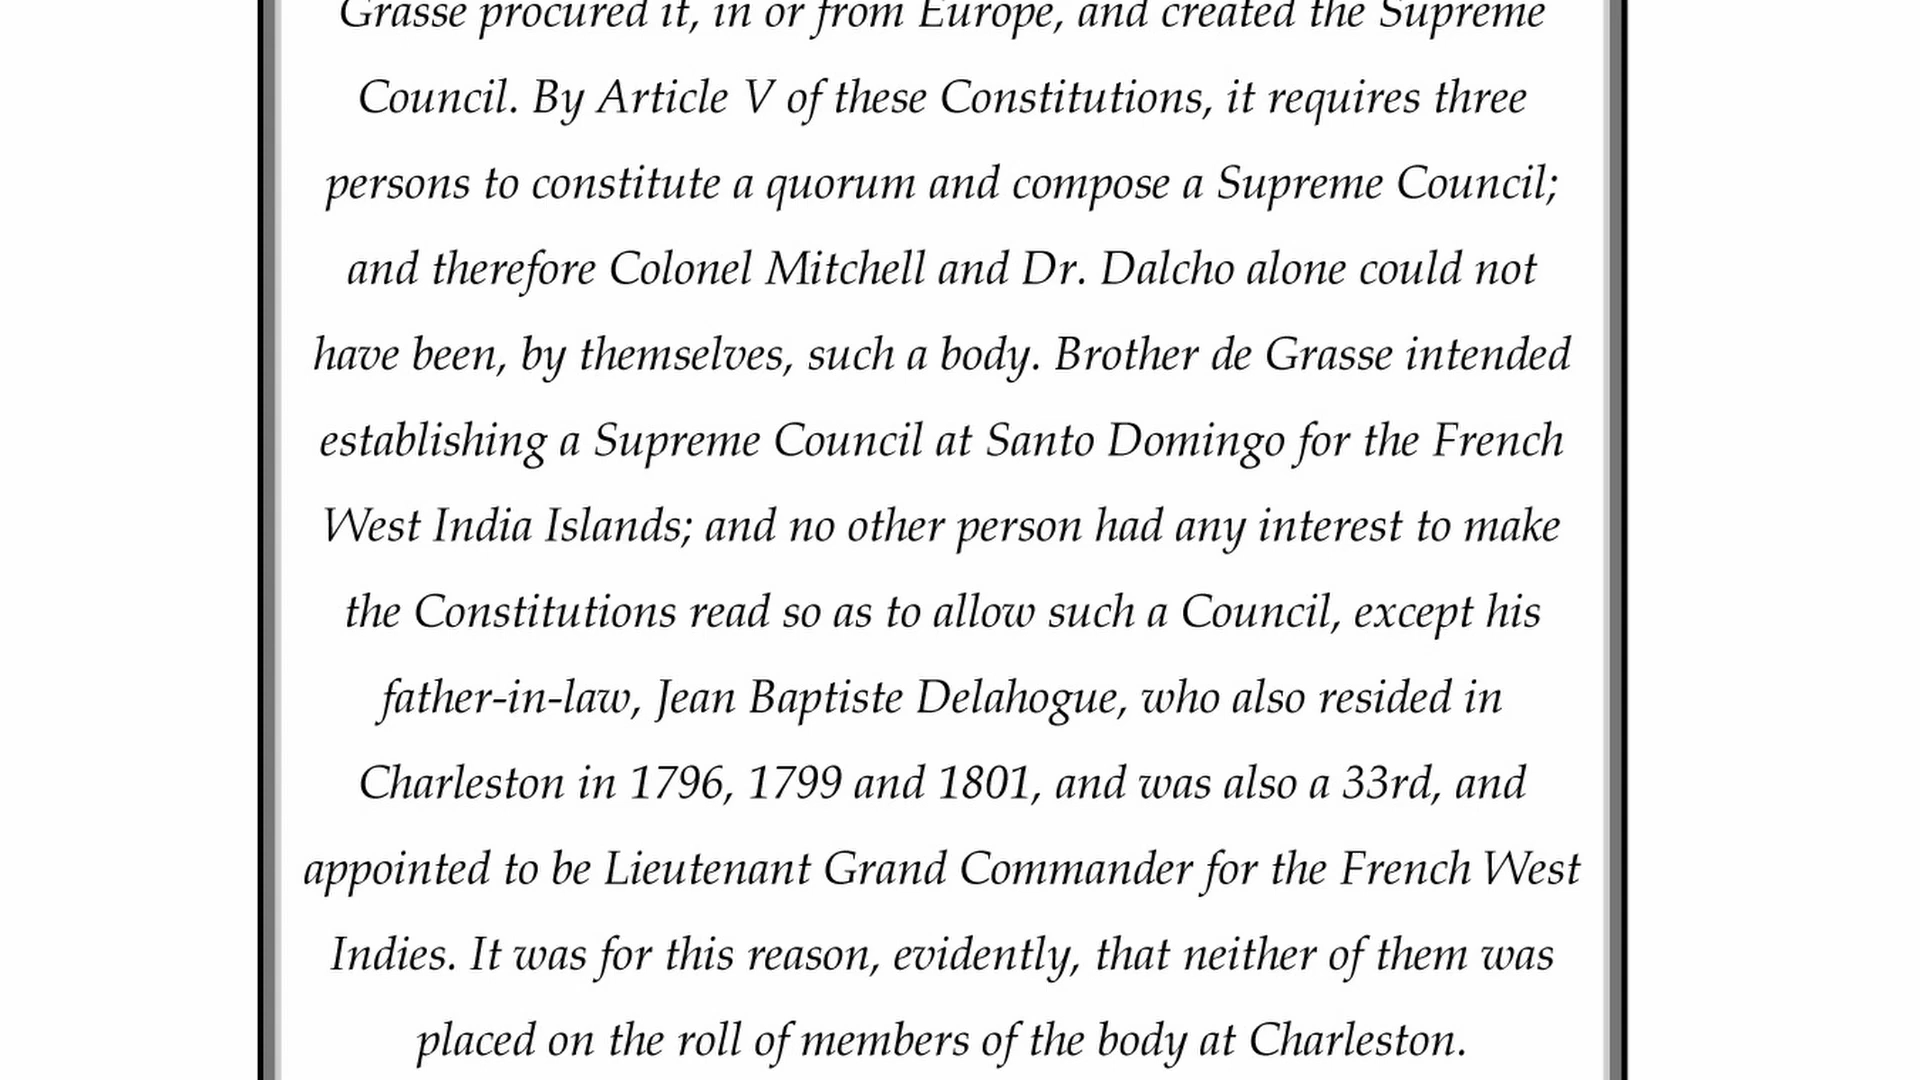 Grasse procured it, in or from Europe, and created the Supreme
Council. By Article V of these Constitutions, it requires three
persons to constitute a quorum and compose a Supreme Council;
and therefore Colonel Mitchell and Dr. Dalcho alone could not
have been, by themselves, such a body. Brother de Grasse intended
establishing a Supreme Council at Santo Domingo for the French
West India Islands; and no other person had any interest to make
the Constitutions read so as to allow such a Council, except his
father-in-law, Jean Baptiste Delahogue, who also resided in
Charleston in 1796, 1799 and 1801, and was also a 33rd, and
appointed to be Lieutenant Grand Commander for the French West
Indies. It was for this reason, evidently, that neither of them was
placed on the roll of members of the body at Charleston.